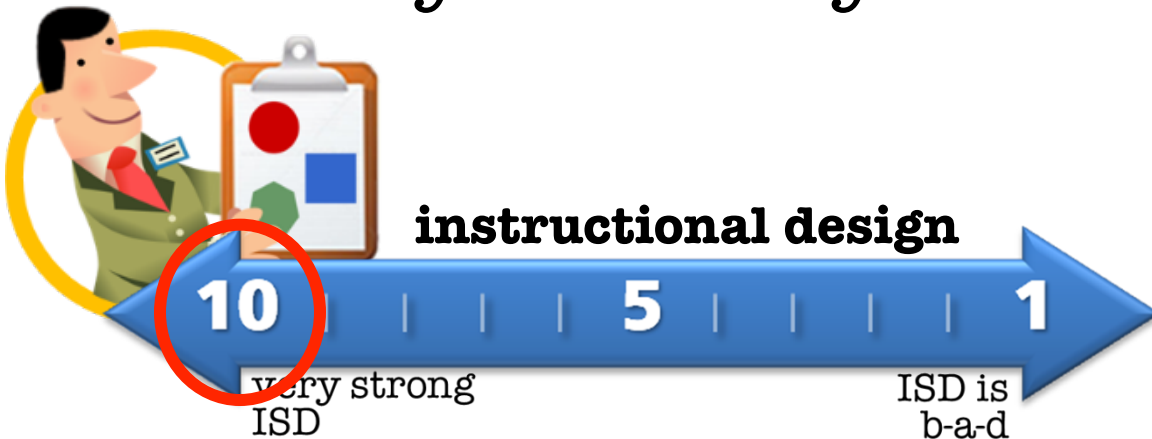 instructional design
10 5 1
very strong
ISD
ISD is
b-a-d